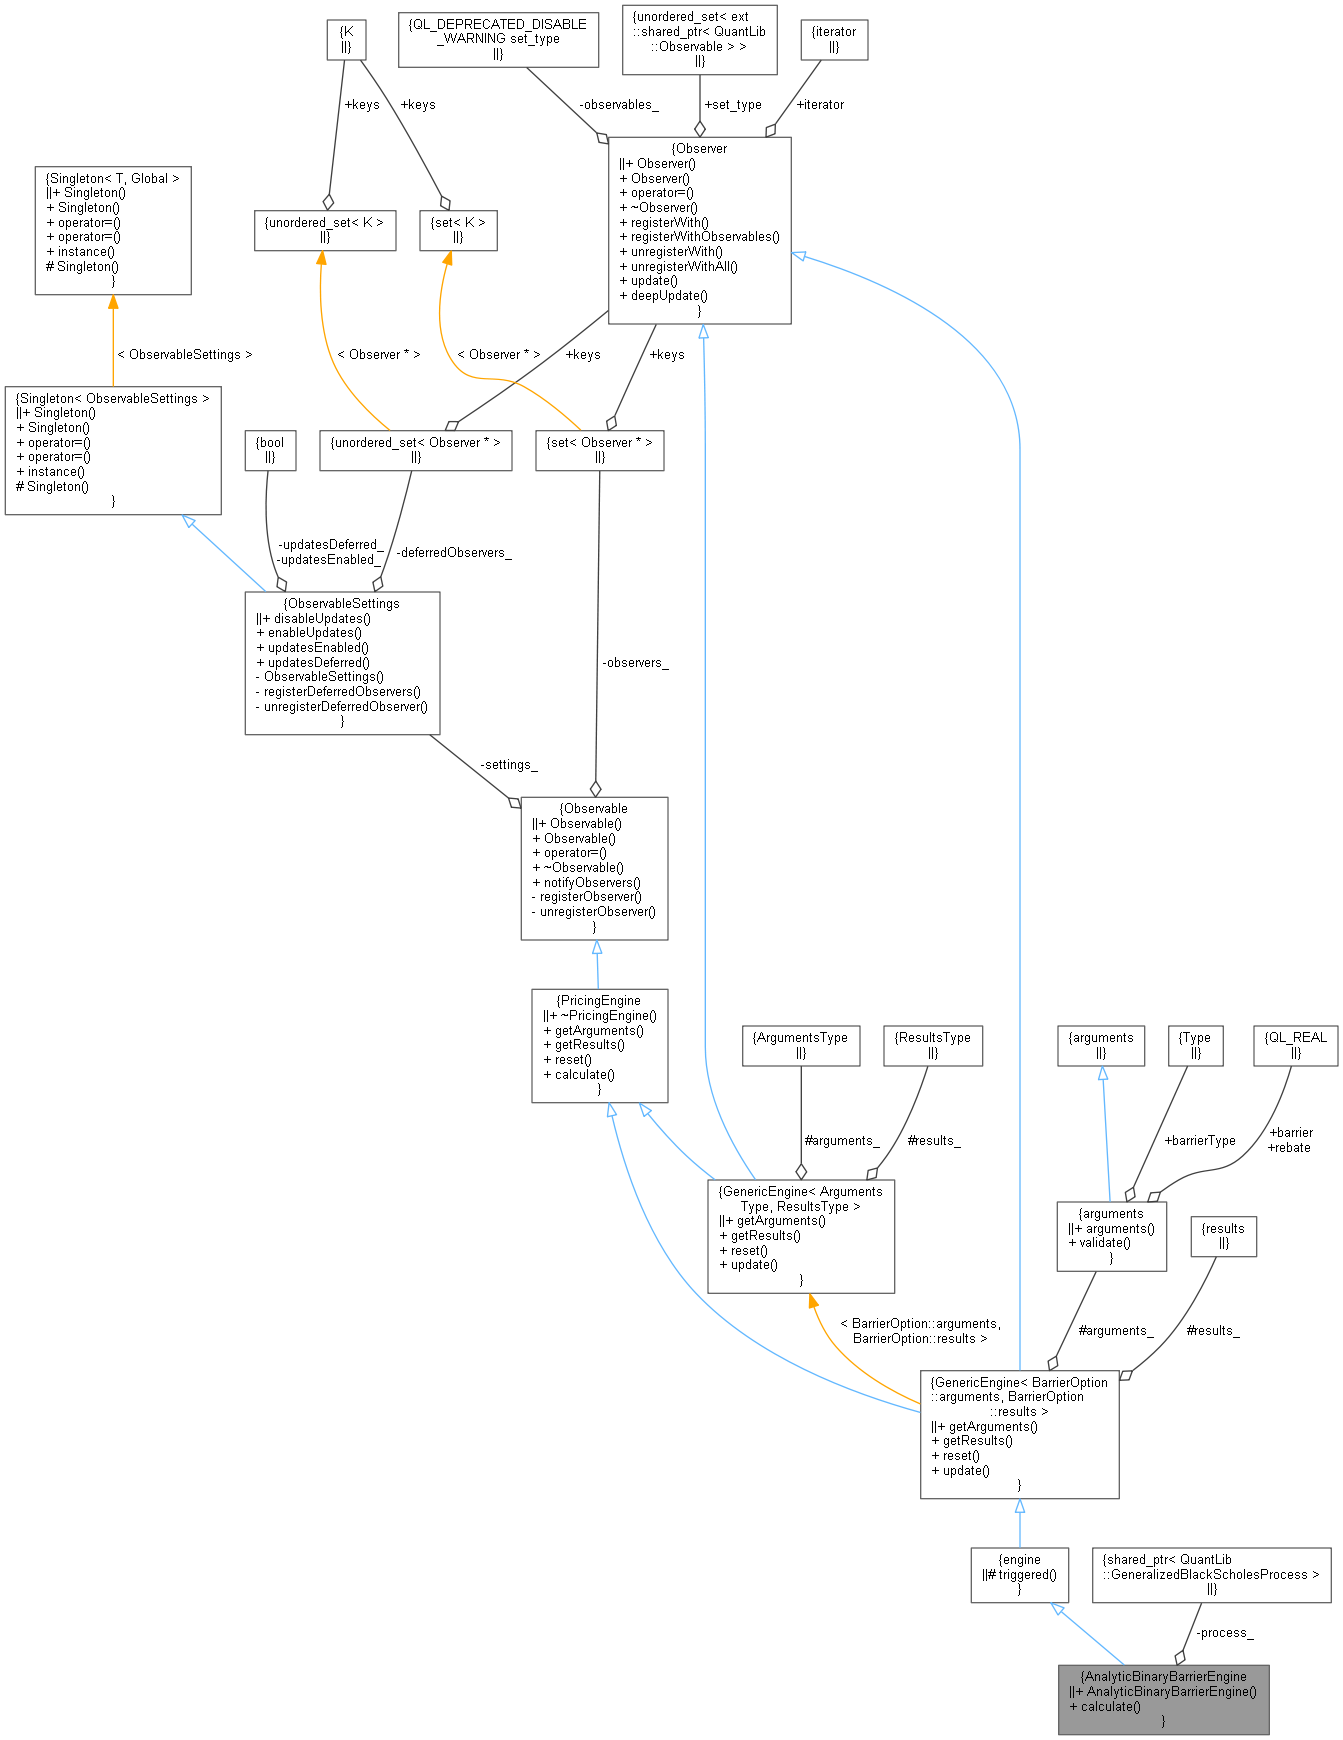 {K
||}
{QL_DEPRECATED_DISABLE
_WARNING set_type
||}
{unordered_set< ext
::shared_ptr< QuantLib
::Observable > >
||}
{iterator
||}
+keys
+keys
-observables_
+set_type
+iterator
{Singleton< T, Global >
||+ Singleton()
+ Singleton()
+ operator=()
+ operator=()
+ instance()
# Singleton()
}
{unordered_set< K >
||}
{set< K >
||}
{Observer
||+ Observer()
+ Observer()
+ operator=()
+ ~Observer()
+ registerWith()
+ registerWithObservables()
+ unregisterWith()
+ unregisterWithAll()
+ update()
+ deepUpdate()
}
< ObservableSettings >
< Observer * >
< Observer * >
+keys
+keys
{Singleton< ObservableSettings >
||+ Singleton()
+ Singleton()
+ operator=()
+ operator=()
+ instance()
# Singleton()
}
{bool
||}
{unordered_set< Observer * >
||}
{set< Observer * >
||}
-updatesDeferred_
-updatesEnabled_
-deferredObservers_
{ObservableSettings
||+ disableUpdates()
+ enableUpdates()
+ updatesEnabled()
+ updatesDeferred()
- ObservableSettings()
- registerDeferredObservers()
- unregisterDeferredObserver()
}
-observers_
-settings_
{Observable
||+ Observable()
+ Observable()
+ operator=()
+ ~Observable()
+ notifyObservers()
- registerObserver()
- unregisterObserver()
}
{PricingEngine
||+ ~PricingEngine()
+ getArguments()
+ getResults()
+ reset()
+ calculate()
}
{ArgumentsType
||}
{ResultsType
||}
{arguments
||}
{Type
||}
{QL_REAL
||}
#arguments_
#results_
+barrierType
+barrier
+rebate
{GenericEngine< Arguments
Type, ResultsType >
||+ getArguments()
+ getResults()
+ reset()
+ update()
}
{arguments
||+ arguments()
+ validate()
}
{results
||}
< BarrierOption::arguments,
BarrierOption::results >
#arguments_
#results_
{GenericEngine< BarrierOption
::arguments, BarrierOption
::results >
||+ getArguments()
+ getResults()
+ reset()
+ update()
}
{engine
||# triggered()
}
{shared_ptr< QuantLib
::GeneralizedBlackScholesProcess >
||}
-process_
{AnalyticBinaryBarrierEngine
||+ AnalyticBinaryBarrierEngine()
+ calculate()
}